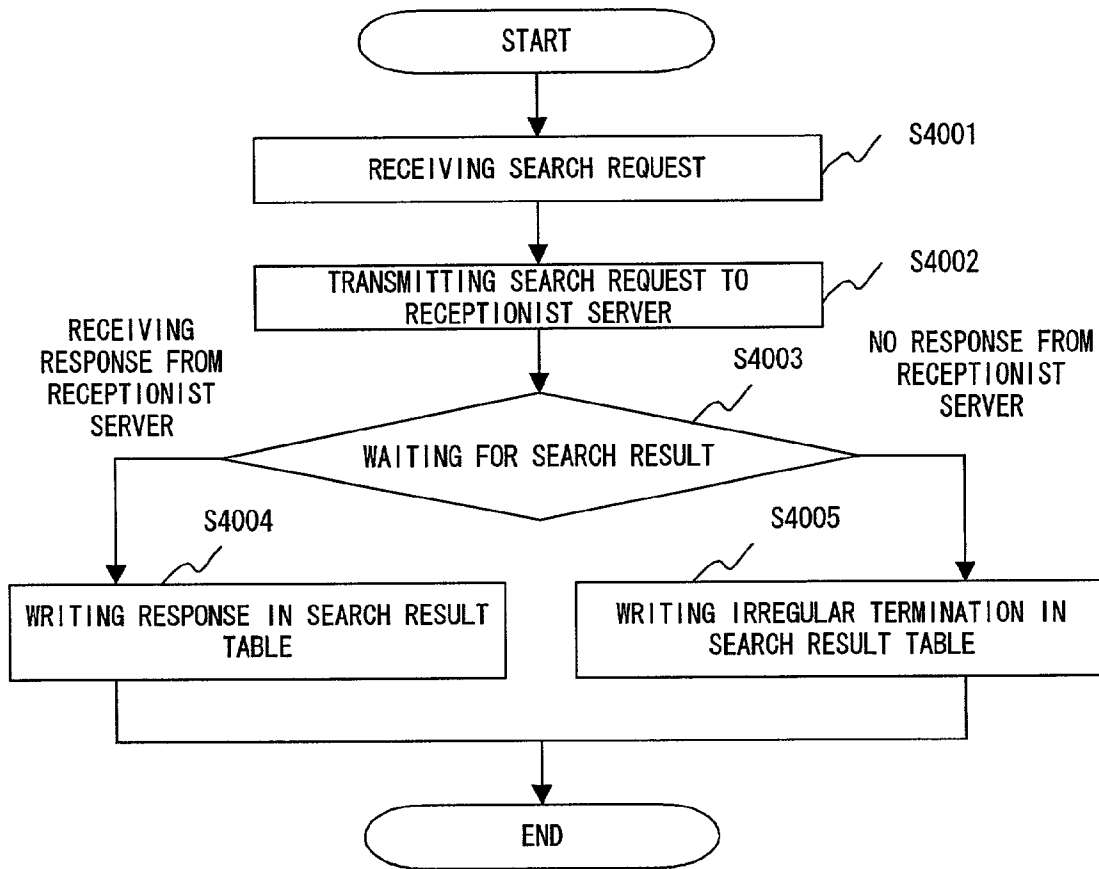 START
RECEIVING SEARCH REQUEST
S4001
TRANSMITTING SEARCH REQUEST TO
RECEPTIONIST SERVER
S4002
RECEIVING
RESPONSE FROM
RECEPTIONIST
SERVER
S4003
NO RESPONSE FROM
RECEPTIONIST
SERVER
WAITING FOR SEARCH RESULT
S4004
S4005
WRITING RESPONSE IN SEARCH RESULT
TABLE
WRITING IRREGULAR TERMINATION IN
SEARCH RESULT TABLE
END